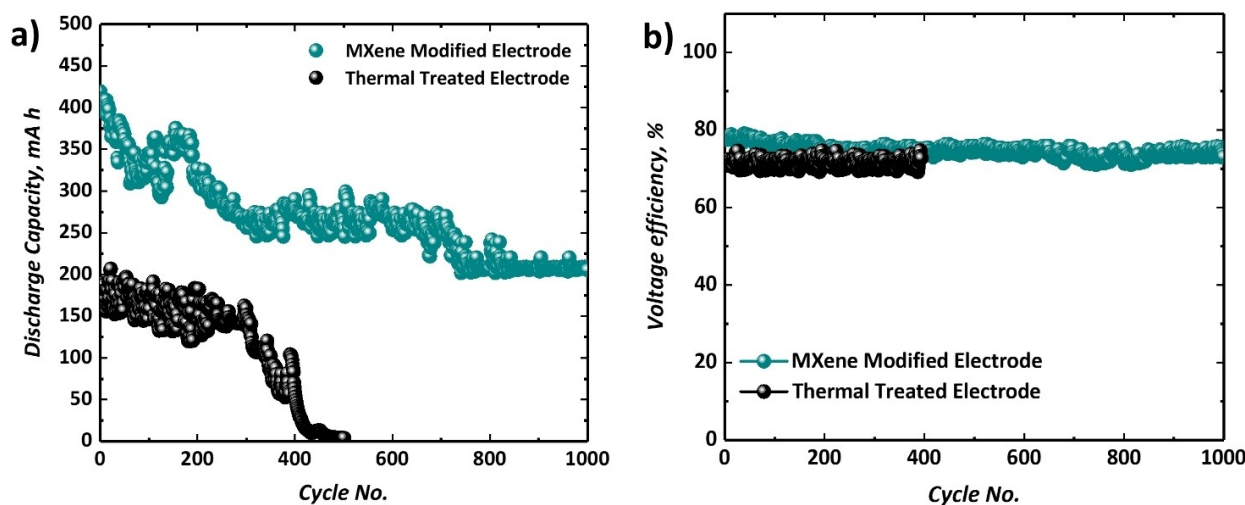 a)
Discharge Capacity, mA h
500
450
400
350
300
250
200
150
100
50
0
MXene Modified Electrode
Thermal Treated Electrode
0 200 400 600 800 1000
Cycle No.
b)
Voltage efficiency, %
100
80
60
40
20
0
MXene Modified Electrode
Thermal Treated Electrode
0 200 400 600 800 1000
Cycle No.